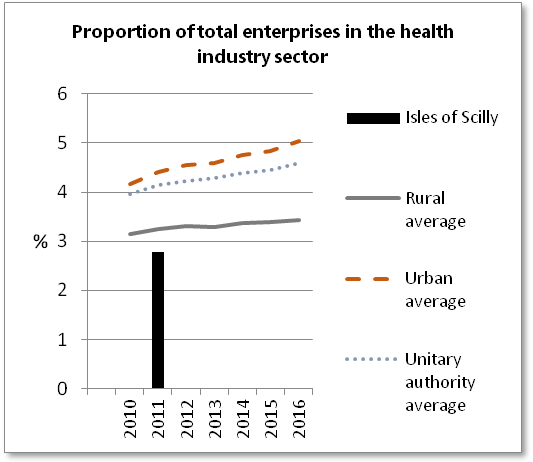 Proportion of total enterprises in the health
industry sector
6
5
4
3
2
1
0
%
2010
2011
2012
2013
2014
2015
2016
Isles of Scilly
Rural
average
Urban
average
Unitary
authority
average